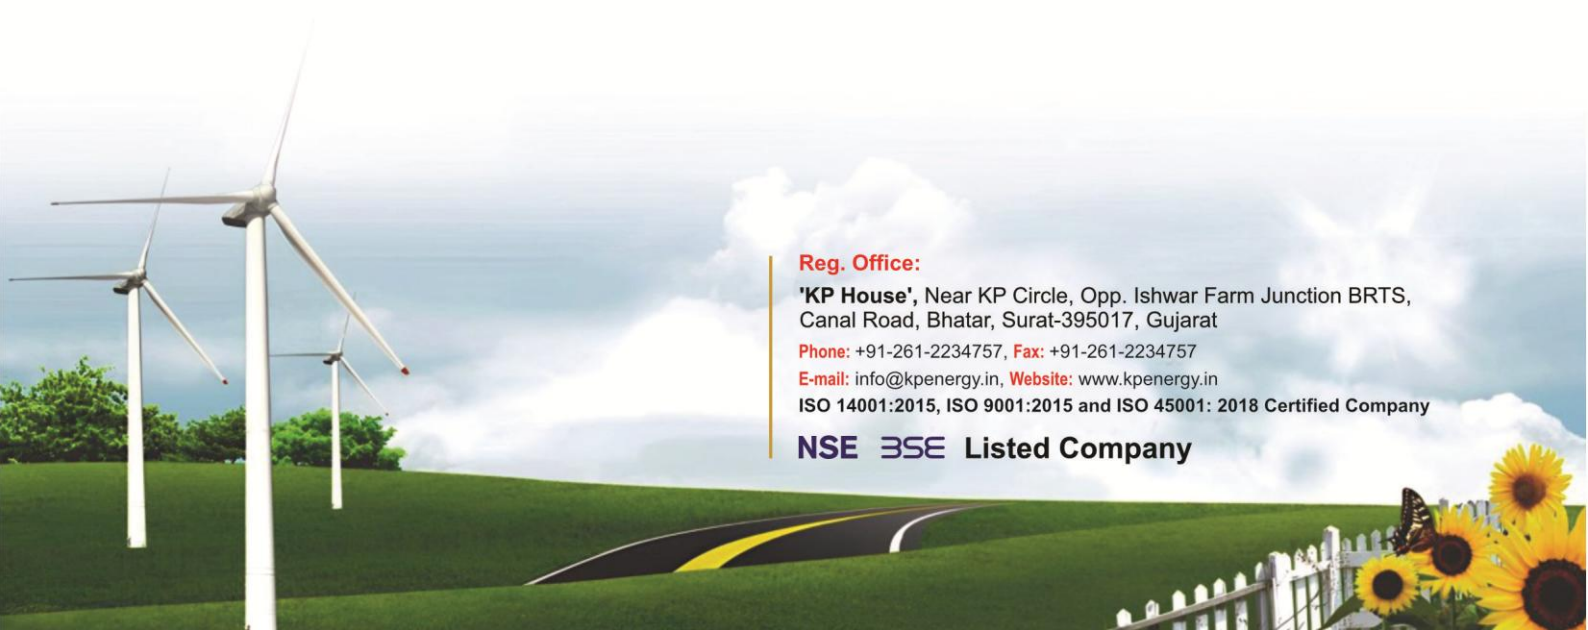 Reg. Office:
'KP House', Near KP Circle, Opp. Ishwar Farm Junction BRTS,
Canal Road, Bhatar, Surat-395017, Gujarat
Phone: +91-261-2234757, Fax: +91-261-2234757
E-mail: info@kpenergy.in, Website: www.kpenergy.in
ISO 14001:2015, ISO 9001:2015 and ISO 45001: 2018 Certified Company
NSE BSE Listed Company